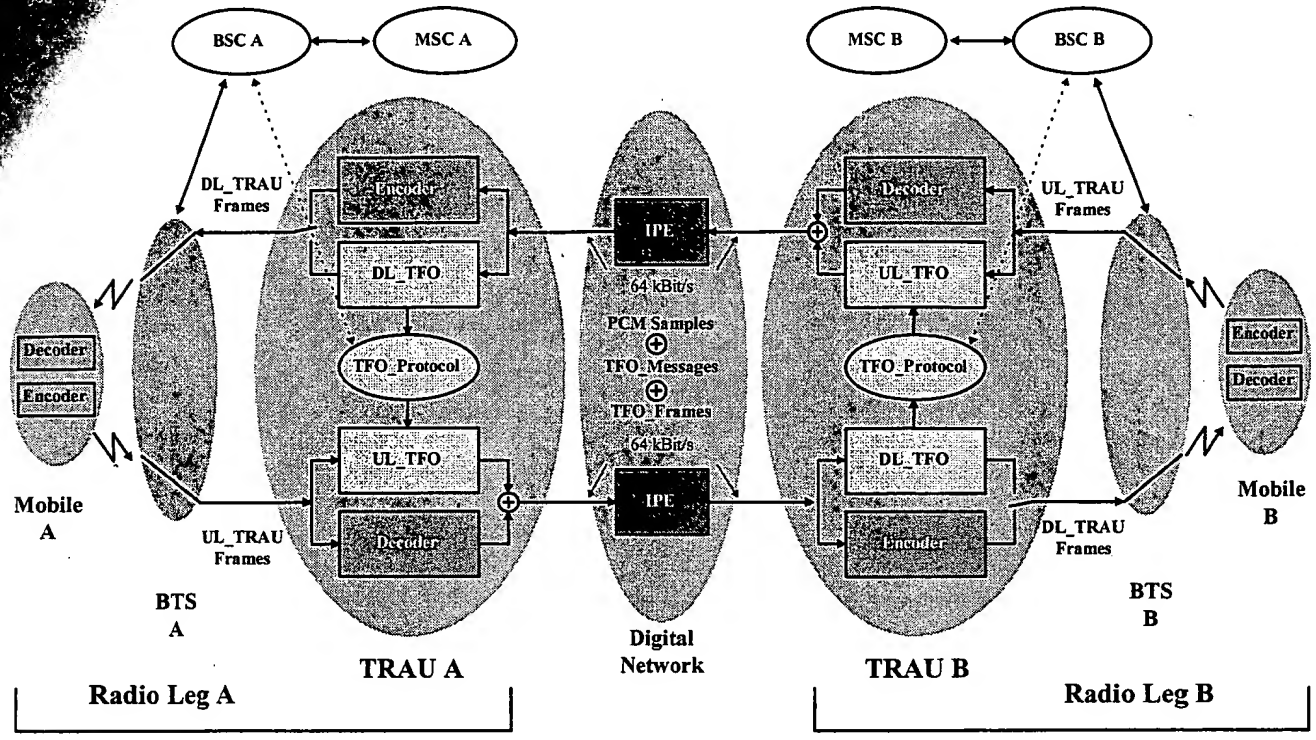 BSC A
MSC A
MSC B
BSC B
DL_TRAU
Frames
Encoder
DL_TFO
TFO_Protocol
UL_TFO
Decoder
UL_TRAU
Frames
Decoder
Encoder
Mobile
A
BTS
A
TRAU A
Radio Leg A
IPE
64 kBit/s
PCM Samples
TFO_Messages
TFO_Frames
64 kBit/s
IPE
Digital
Network
Decoder
UL_TFO
TFO_Protocol
DL_TFO
Encoder
UL_TRAU
Frames
DL_TRAU
Frames
Encoder
Decoder
Mobile
B
BTS
B
TRAU B
Radio Leg B